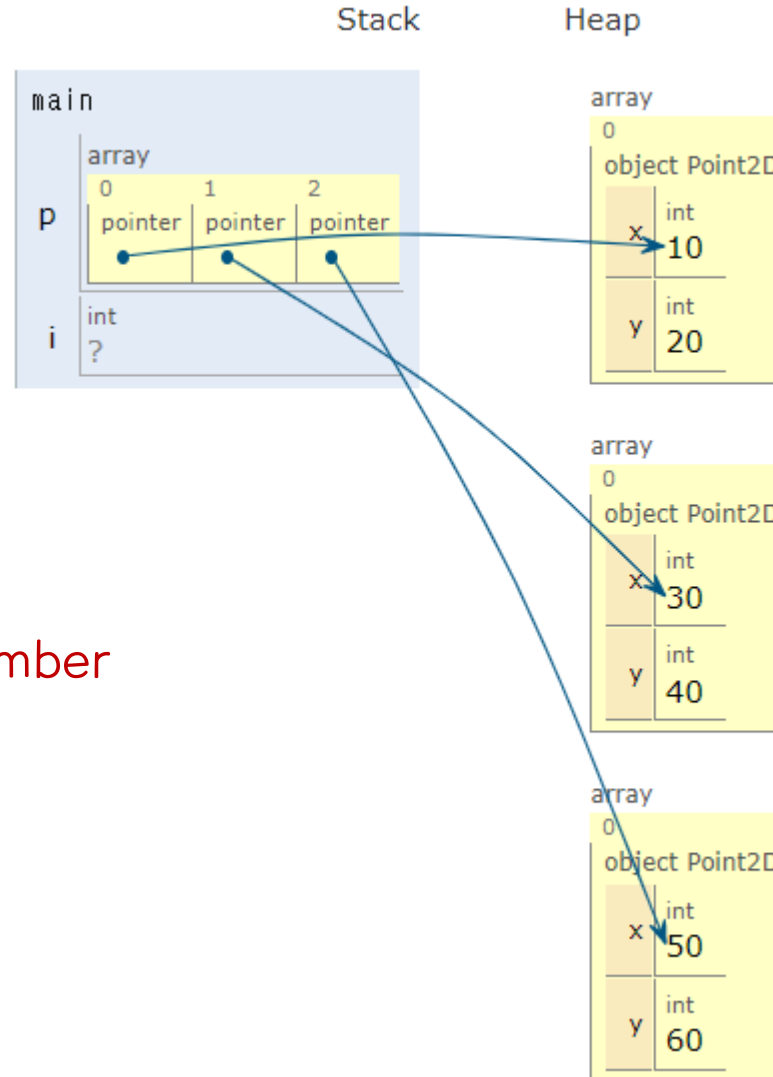 Stack Heap
main
array
0 1 2
p pointer pointer pointer
i int
?
array
0
object Point2D
x int
10
y int
20
array
0
object Point2D
x int
30
y int
40
mber
array
0
object Point2D
x int
50
y int
60